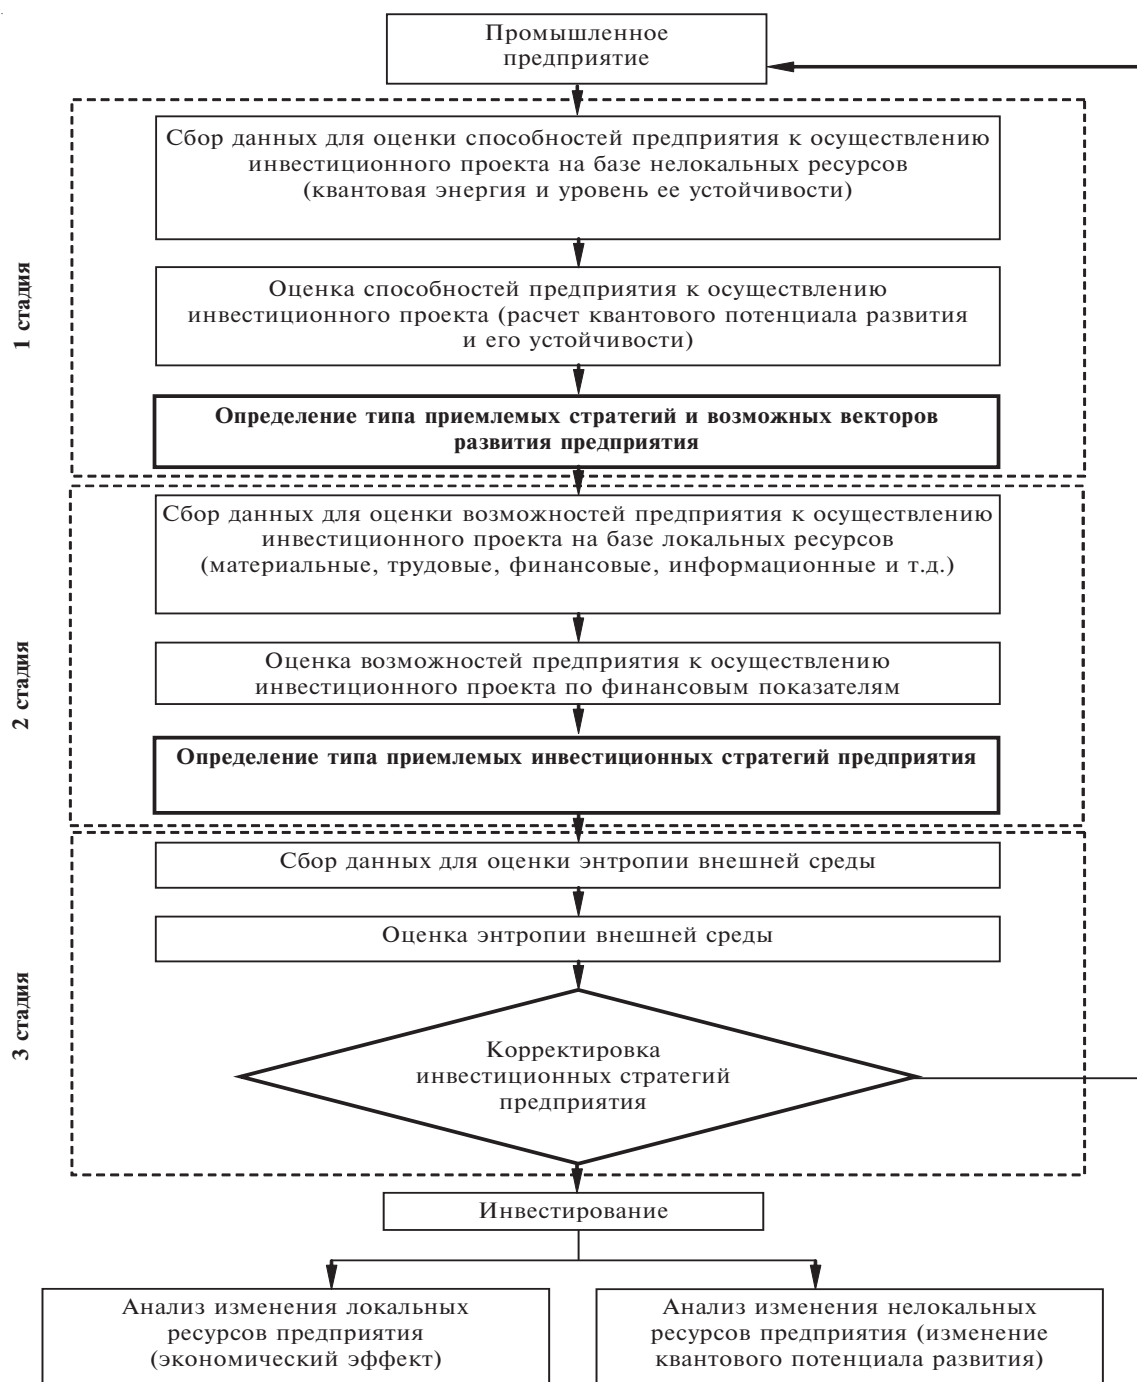 Промышленное
предприятие
1 стадия
Сбор данных для оценки способностей предприятия к осуществлению
инвестиционного проекта на базе нелокальных ресурсов
(квантовая энергия и уровень ее устойчивости)
Оценка способностей предприятия к осуществлению
инвестиционного проекта (расчет квантового потенциала развития
и его устойчивости)
Определение типа приемлемых стратегий и возможных векторов
развития предприятия
2 стадия
Сбор данных для оценки возможностей предприятия к осуществлению
инвестиционного проекта на базе локальных ресурсов
(материальные, трудовые, финансовые, информационные и т.д.)
Оценка возможностей предприятия к осуществлению
инвестиционного проекта по финансовым показателям
Определение типа приемлемых инвестиционных стратегий предприятия
3 стадия
Сбор данных для оценки энтропии внешней среды
Оценка энтропии внешней среды
Корректировка
инвестиционных стратегий
предприятия
Инвестирование
Анализ изменения локальных
ресурсов предприятия
(экономический эффект)
Анализ изменения нелокальных
ресурсов предприятия (изменение
квантового потенциала развития)